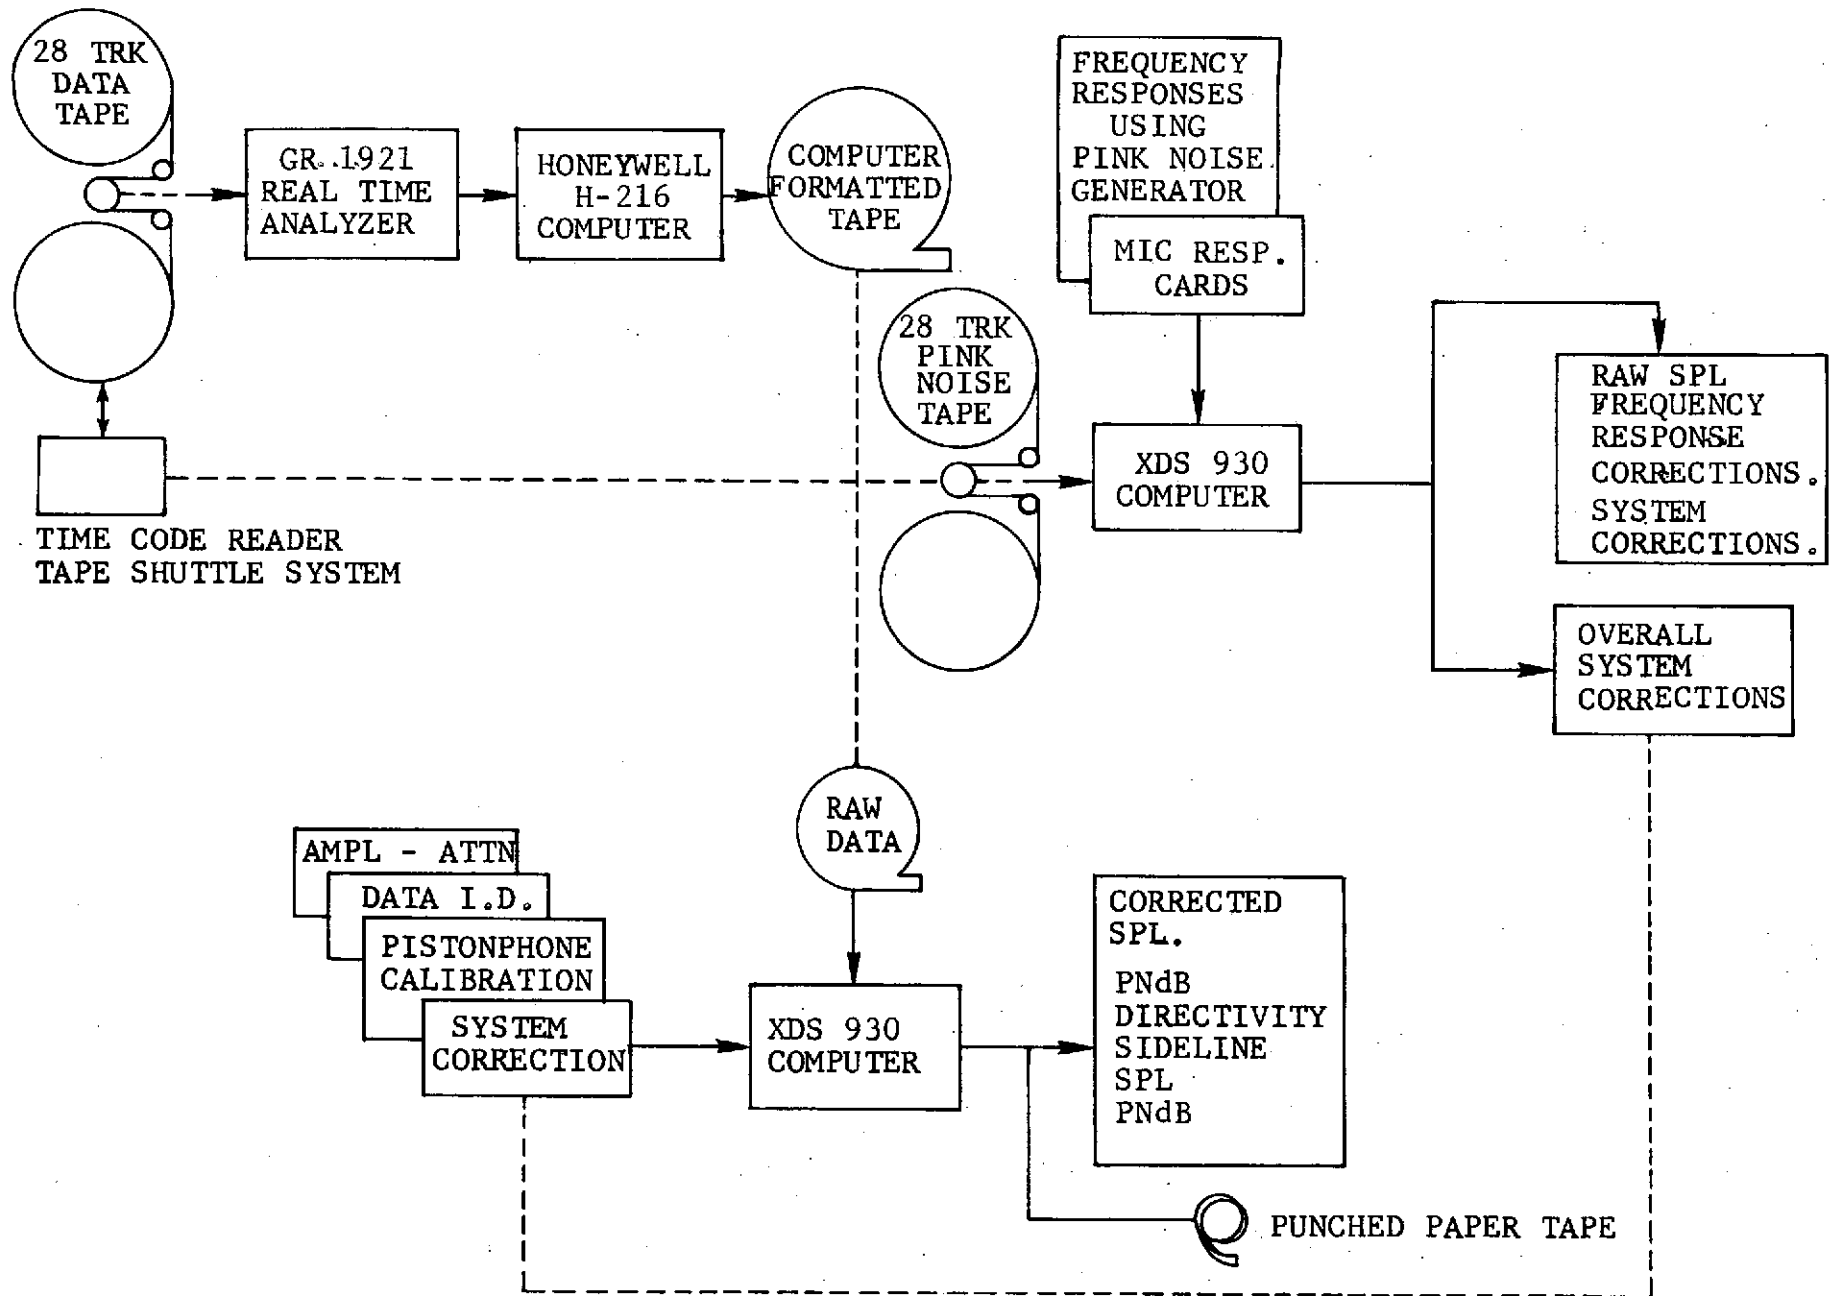 28 TRK
DATA
TAPE
GR 1921
REAL TIME
ANALYZER
HONEYWELL
H-216
COMPUTER
COMPUTER
FORMATTED
TAPE
FREQUENCY
RESPONSES
USING
PINK NOISE
GENERATOR
MIC RESP.
CARDS
28 TRK
PINK
NOISE
TAPE
XDS 930
COMPUTER
RAW SPL
FREQUENCY
RESPONSE
CORRECTIONS.
SYSTEM
CORRECTIONS.
TIME CODE READER
TAPE SHUTTLE SYSTEM
OVERALL
SYSTEM
CORRECTIONS
RAW
DATA
AMPL - ATTN
DATA I.D.
PISTONPHONE
CALIBRATION
SYSTEM
CORRECTION
XDS 930
COMPUTER
CORRECTED
SPL.
PNdB
DIRECTIVITY
SIDELINE
SPL
PNdB
PUNCHED PAPER TAPE